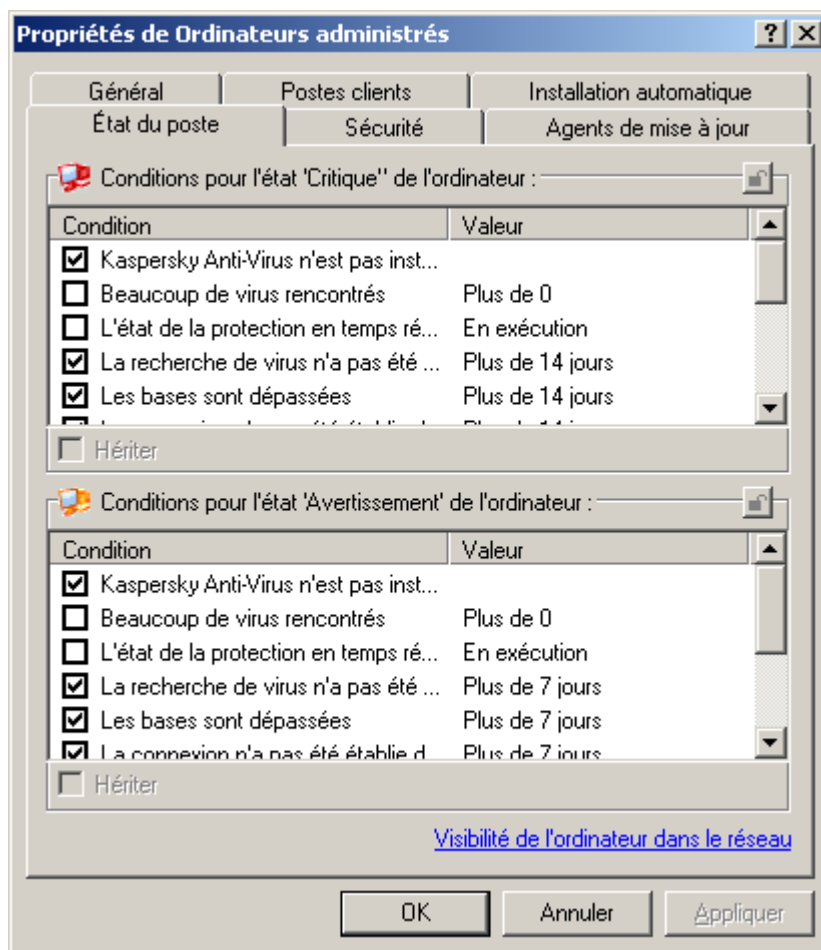 Propriétés de Ordinateurs administrés
Général Postes clients Installation automatique
État du poste Sécurité Agents de mise à jour
Conditions pour l'état 'Critique'' de l'ordinateur :
Condition Valeur
Kaspersky Anti-Virus n'est pas inst...
Beaucoup de virus rencontrés Plus de 0
L'état de la protection en temps ré... En exécution
La recherche de virus n'a pas été ... Plus de 14 jours
Les bases sont dépassées Plus de 14 jours
Hériter
Conditions pour l'état 'Avertissement' de l'ordinateur :
Condition Valeur
Kaspersky Anti-Virus n'est pas inst...
Beaucoup de virus rencontrés Plus de 0
L'état de la protection en temps ré... En exécution
La recherche de virus n'a pas été ... Plus de 7 jours
Les bases sont dépassées Plus de 7 jours
La connexion n'a pas été établie d... Plus de 7 jours
Hériter
Visibilité de l'ordinateur dans le réseau
OK Annuler Appliquer